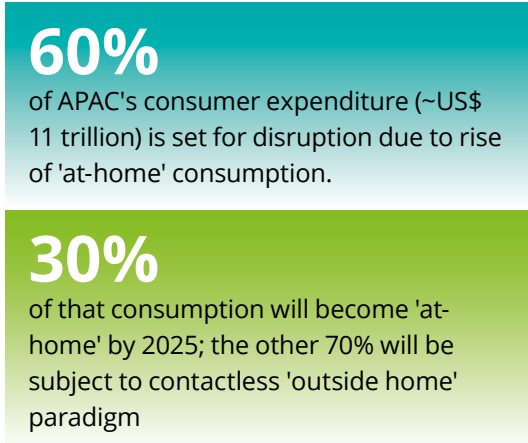 60%
of APAC's consumer expenditure (~US$
11 trillion) is set for disruption due to rise
of 'at-home' consumption.
30%
of that consumption will become 'at-
home' by 2025; the other 70% will be
subject to contactless 'outside home'
paradigm